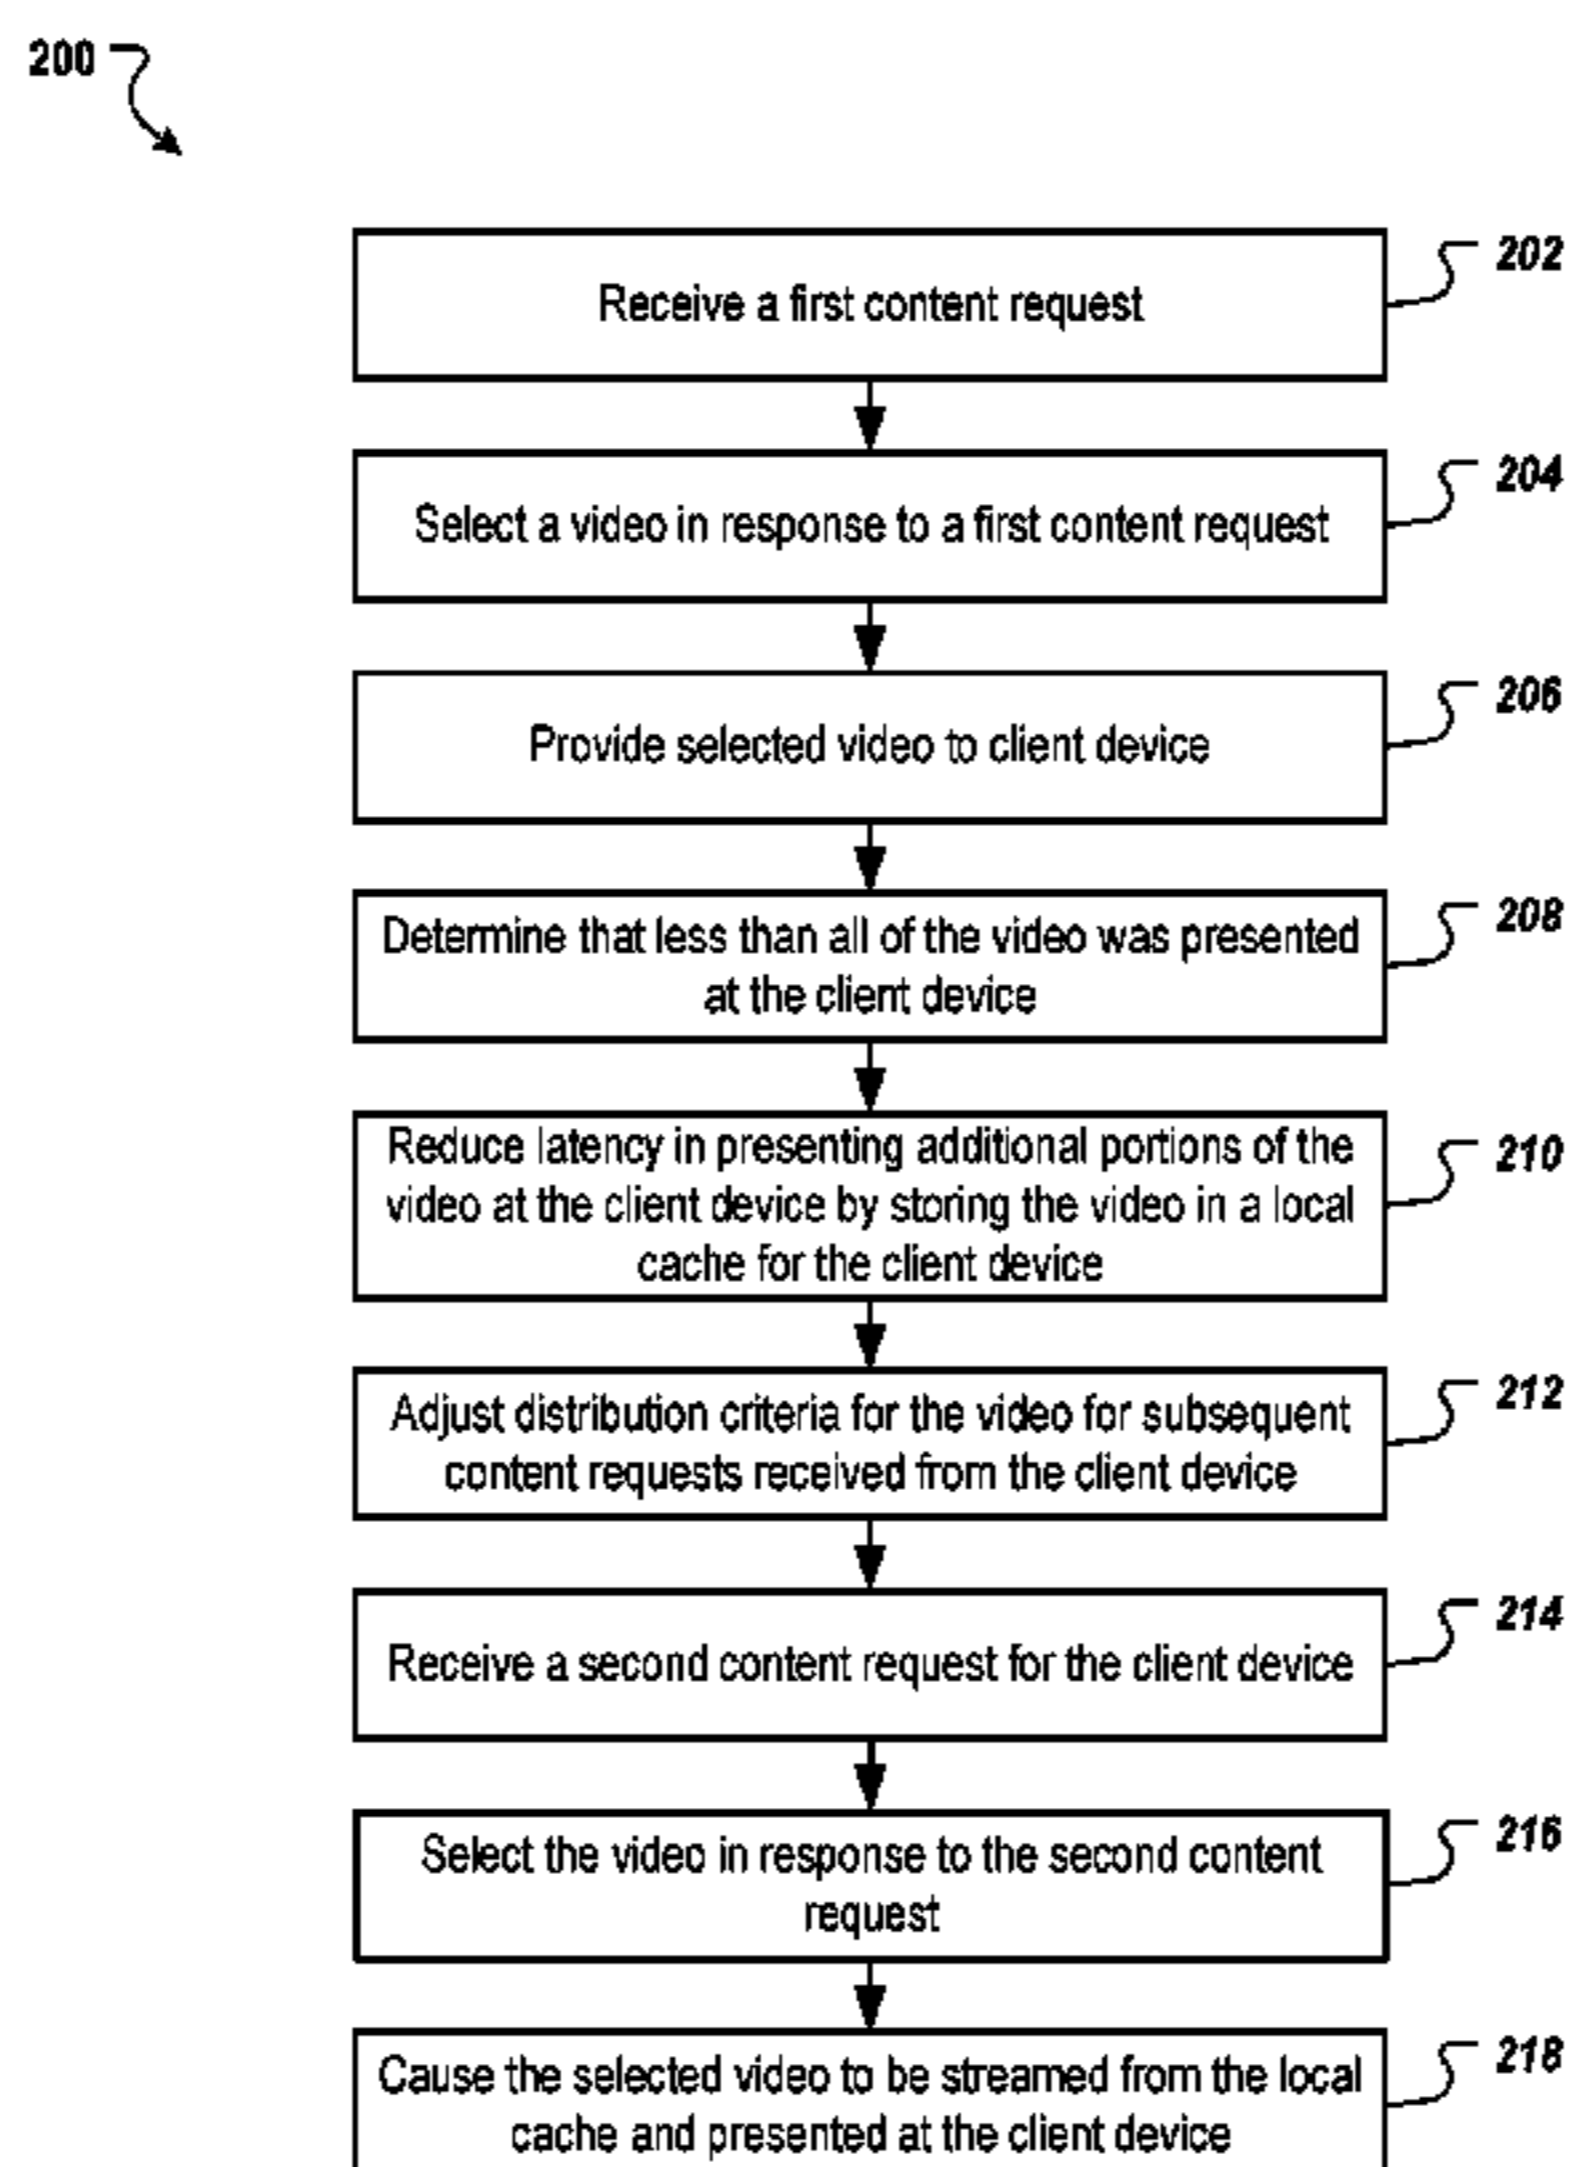 200
Receive a first content request
202
Select a video in response to a first content request
204
Provide selected video to client device
206
Determine that less than all of the video was presented
at the client device
208
Reduce latency in presenting additional portions of the
video at the client device by storing the video in a local
cache for the client device
210
Adjust distribution criteria for the video for subsequent
content requests received from the client device
212
Receive a second content request for the client device
214
Select the video in response to the second content
request
216
Cause the selected video to be streamed from the local
cache and presented at the client device
218